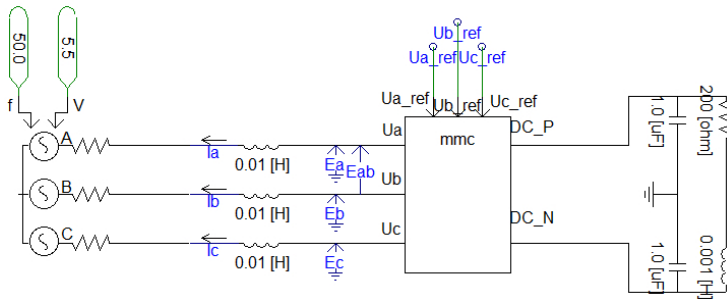 50.0
5.5
f
V
Ub_ref
Ua_ref
Uc_ref
Ua_ref
Ub_ref
Uc_ref
A
Ia
0.01 [H]
Ea
Eab
Ua
mmc
DC_P
1.0 [uF]
200 [ohm]
B
Ib
0.01 [H]
Eb
Ub
C
Ic
0.01 [H]
Ec
Uc
DC_N
1.0 [uF]
0.001 [H]